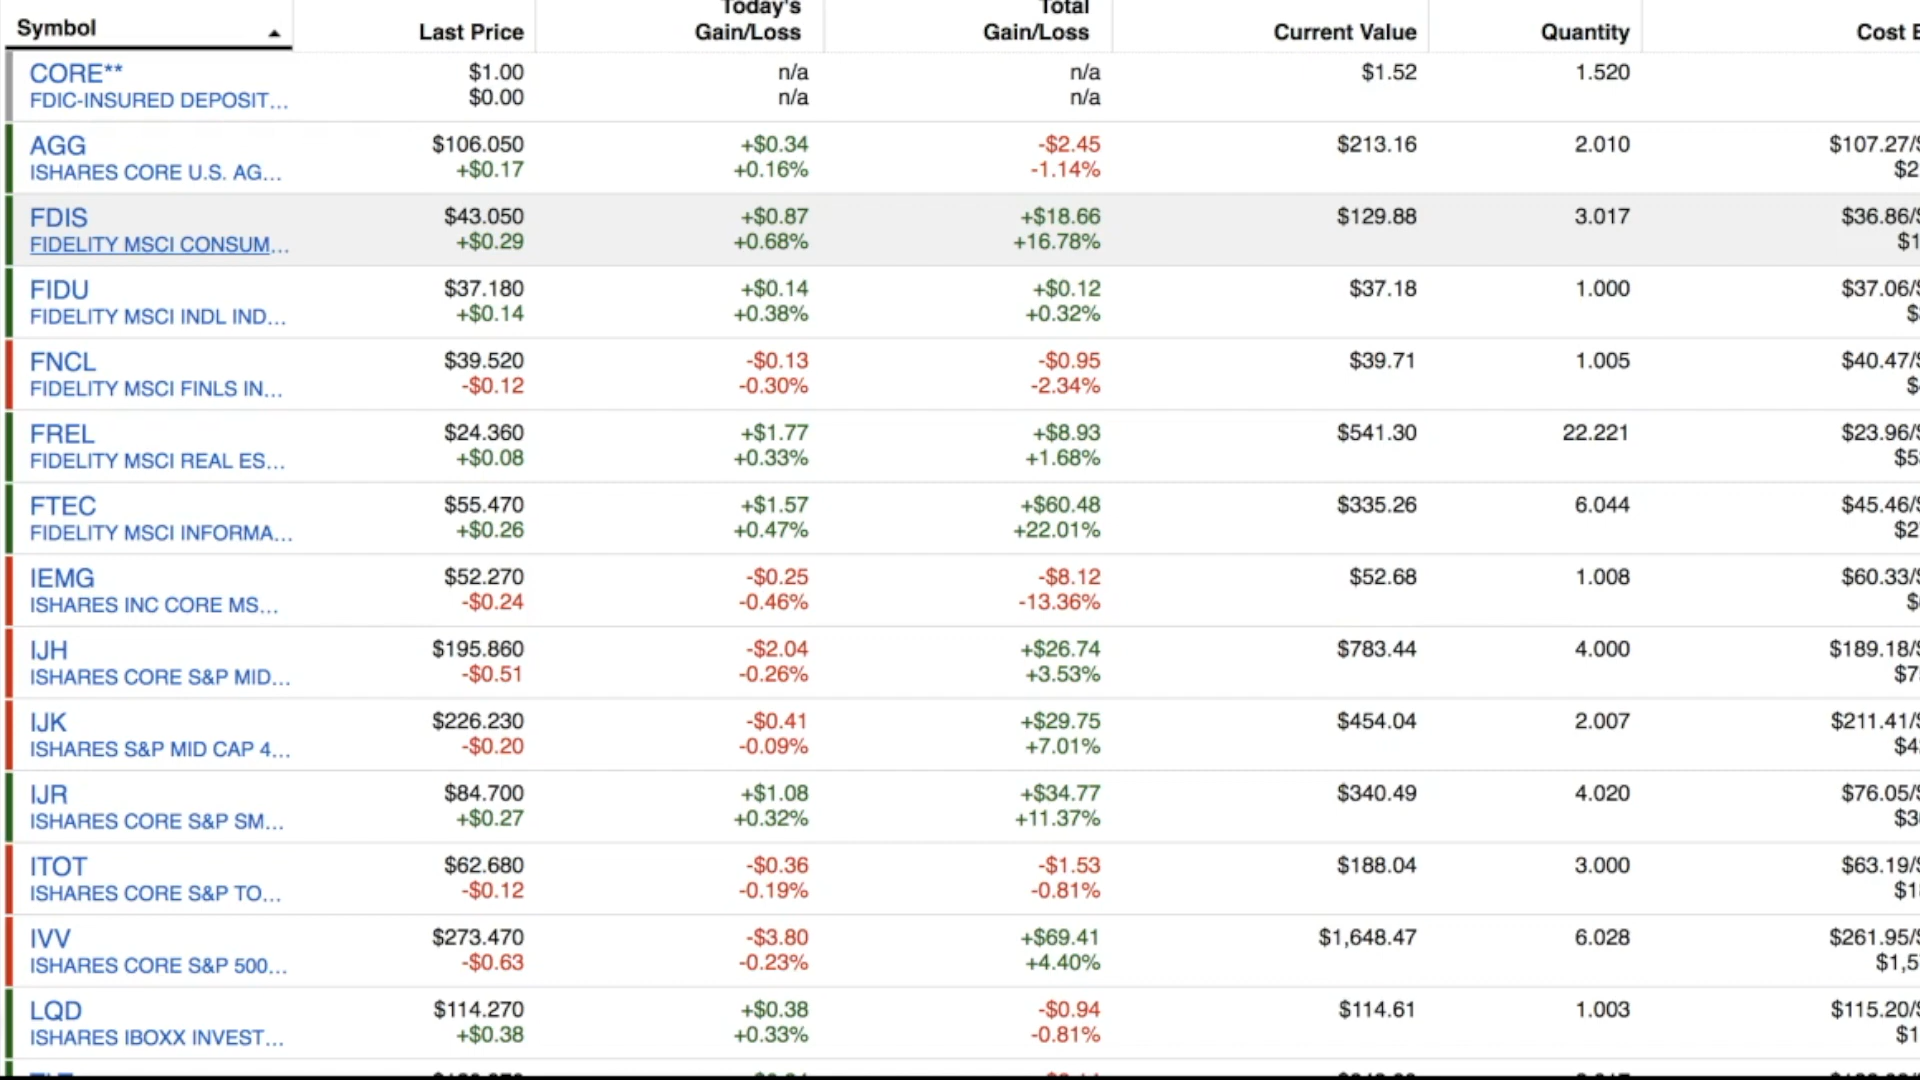 Symbol Last Price Today's Gain/Loss Total Gain/Loss Current Value Quantity Cost
CORE** $1.00 n/a n/a $1.52 1.520
FDIC-INSURED DEPOSIT... $0.00 n/a n/a
AGG $106.050 +$0.34 -$2.45 $213.16 2.010 $107.27/
ISHARES CORE U.S. AG... +$0.17 +0.16% -1.14% $2
FDIS $43.050 +$0.87 +$18.66 $129.88 3.017 $36.86/
FIDELITY MSCI CONSUM... +$0.29 +0.68% +16.78% $1
FIDU $37.180 +$0.14 +$0.12 $37.18 1.000 $37.06/
FIDELITY MSCI INDL IND... +$0.14 +0.38% +0.32% $
FNCL $39.520 -$0.13 -$0.95 $39.71 1.005 $40.47/
FIDELITY MSCI FINLS IN... -$0.12 -0.30% -2.34% $
FREL $24.360 +$1.77 +$8.93 $541.30 22.221 $23.96/
FIDELITY MSCI REAL ES... +$0.08 +0.33% +1.68% $5
FTEC $55.470 +$1.57 +$60.48 $335.26 6.044 $45.46/
FIDELITY MSCI INFORMA... +$0.26 +0.47% +22.01% $2
IEMG $52.270 -$0.25 -$8.12 $52.68 1.008 $60.33/
ISHARES INC CORE MS... -$0.24 -0.46% -13.36% $
IJH $195.860 -$2.04 +$26.74 $783.44 4.000 $189.18/
ISHARES CORE S&P MID... -$0.51 -0.26% +3.53% $7
IJK $226.230 -$0.41 +$29.75 $454.04 2.007 $211.41/
ISHARES S&P MID CAP 4... -$0.20 -0.09% +7.01% $4
IJR $84.700 +$1.08 +$34.77 $340.49 4.020 $76.05/
ISHARES CORE S&P SM... +$0.27 +0.32% +11.37% $3
ITOT $62.680 -$0.36 -$1.53 $188.04 3.000 $63.19/
ISHARES CORE S&P TO... -$0.12 -0.19% -0.81% $1
IVV $273.470 -$3.80 +$69.41 $1,648.47 6.028 $261.95/
ISHARES CORE S&P 500... -$0.63 -0.23% +4.40% $1,5
LQD $114.270 +$0.38 -$0.94 $114.61 1.003 $115.20/
ISHARES IBOXX INVEST... +$0.38 +0.33% -0.81% $1